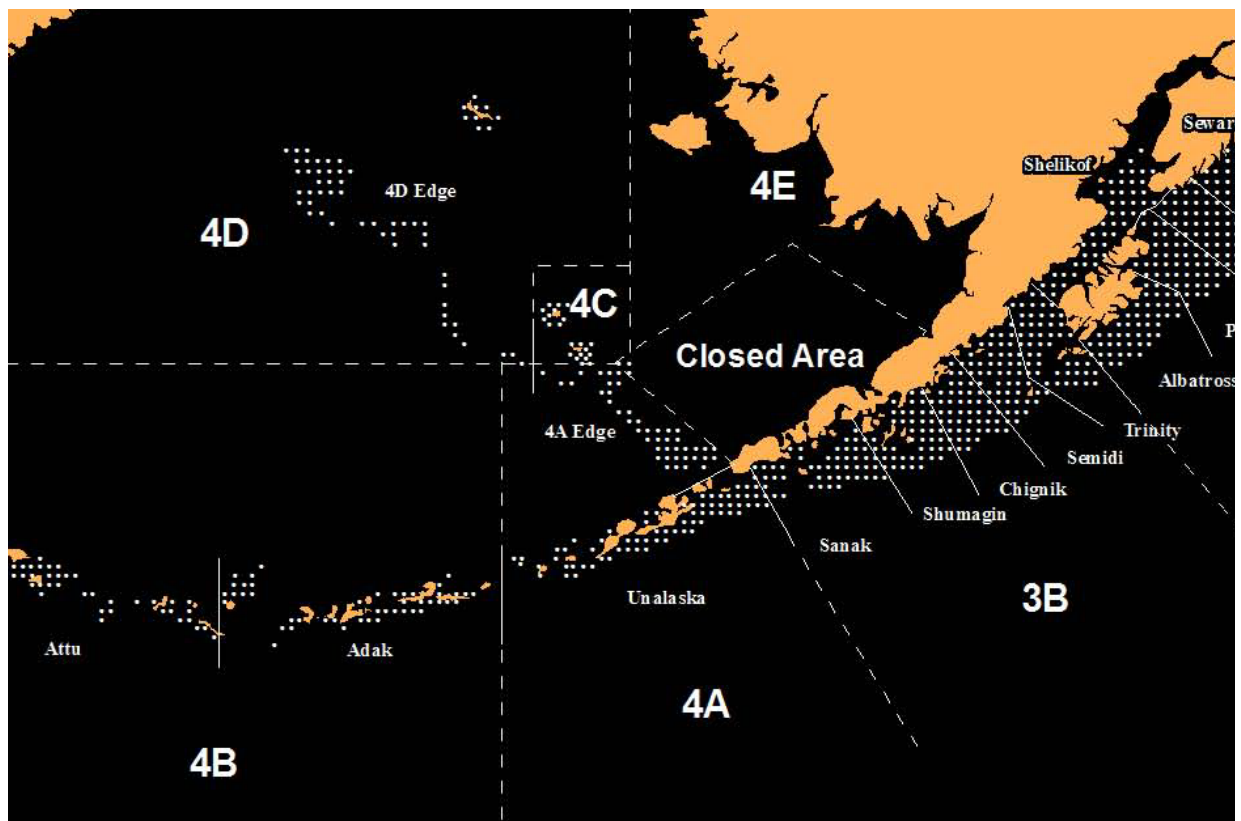 Sewar
Shelikof
4E
4D Edge
4D
4C
P
Closed Area
Albatross
4A Edge
Trinity
Semidi
Chignik
Shumagin
Sanak
Unalaska
3B
Attu
Adak
4A
4B